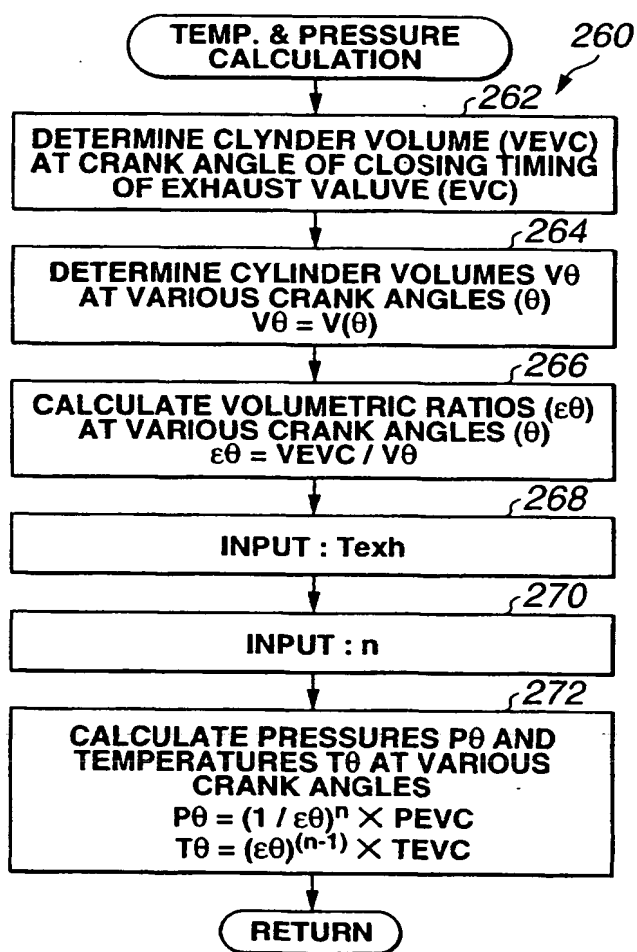 TEMP. & PRESSURE
CALCULATION
260
262
DETERMINE CLYNDER VOLUME (VEVC)
AT CRANK ANGLE OF CLOSING TIMING
OF EXHAUST VALUVE (EVC)
264
DETERMINE CYLINDER VOLUMES Vθ
AT VARIOUS CRANK ANGLES (θ)
Vθ = V(θ)
266
CALCULATE VOLUMETRIC RATIOS (εθ)
AT VARIOUS CRANK ANGLES (θ)
εθ = VEVC / Vθ
268
INPUT : Texh
270
INPUT : n
272
CALCULATE PRESSURES Pθ AND
TEMPERATURES Tθ AT VARIOUS
CRANK ANGLES
Pθ = (1 / εθ)ⁿ × PEVC
Tθ = (εθ)⁽ⁿ⁻¹⁾ × TEVC
RETURN